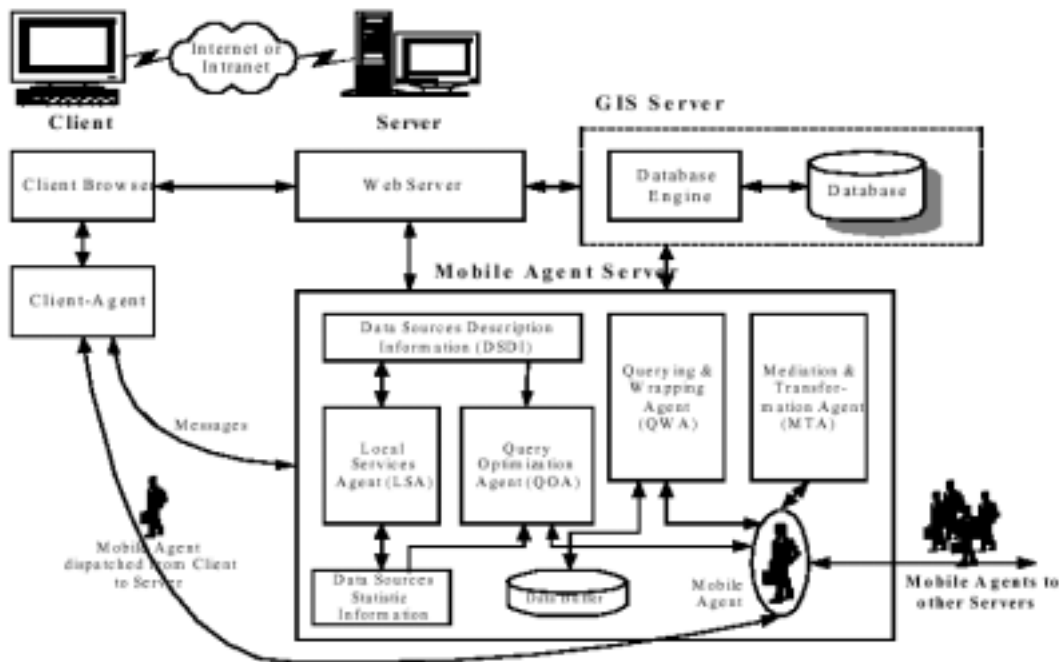 Internet or
Intranet
Client
Server
GIS Server
Client Browser
Web Server
Database
Engine
Database
Mobile Agent Server
Client-Agent
Data Sources Description
Information (DSDI)
Querying &
Wrapping
Agent
(QWA)
Mediation &
Transfor-
mation Agent
(MTA)
Messages
Local
Services
Agent (LSA)
Query
Optimization
Agent (QOA)
Mobile Agent
dispatched from Client
to Server
Data Sources
Statistic
Information
Data Buffer
Mobile
Agent
Mobile Agents to
other Servers